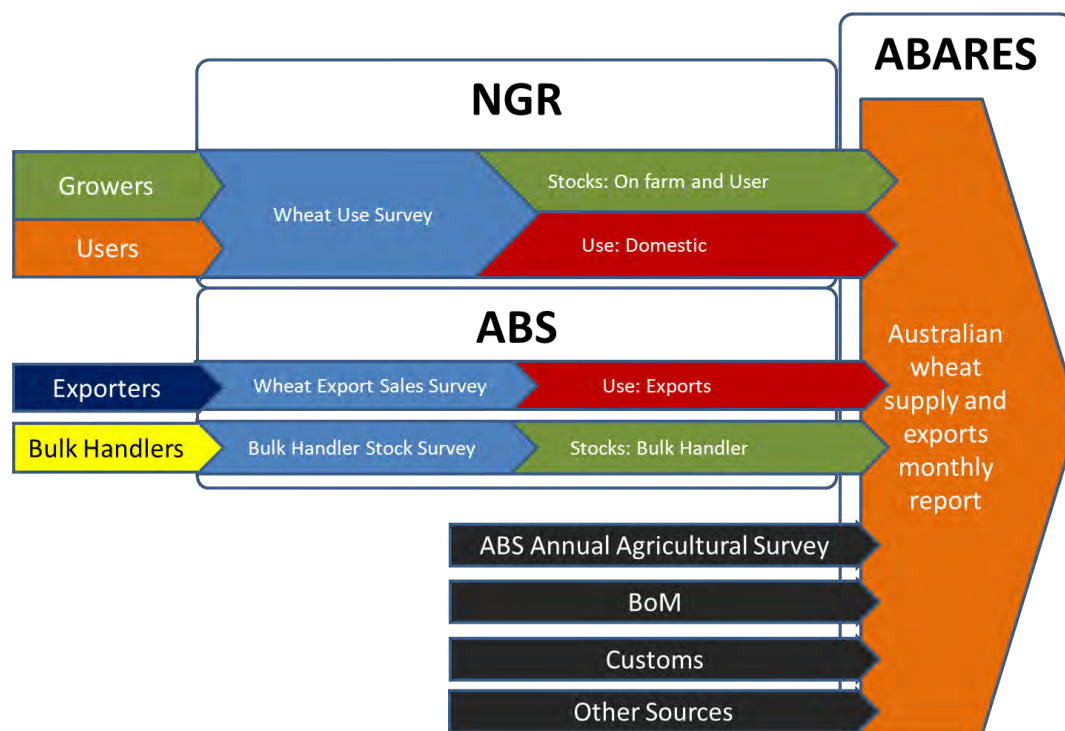 ABARES
NGR
Growers
Users
Wheat Use Survey
Stocks: On farm and User
Use: Domestic
ABS
Exporters
Wheat Export Sales Survey
Use: Exports
Bulk Handlers
Bulk Handler Stock Survey
Stocks: Bulk Handler
ABS Annual Agricultural Survey
BoM
Customs
Other Sources
Australian
wheat
supply and
exports
monthly
report